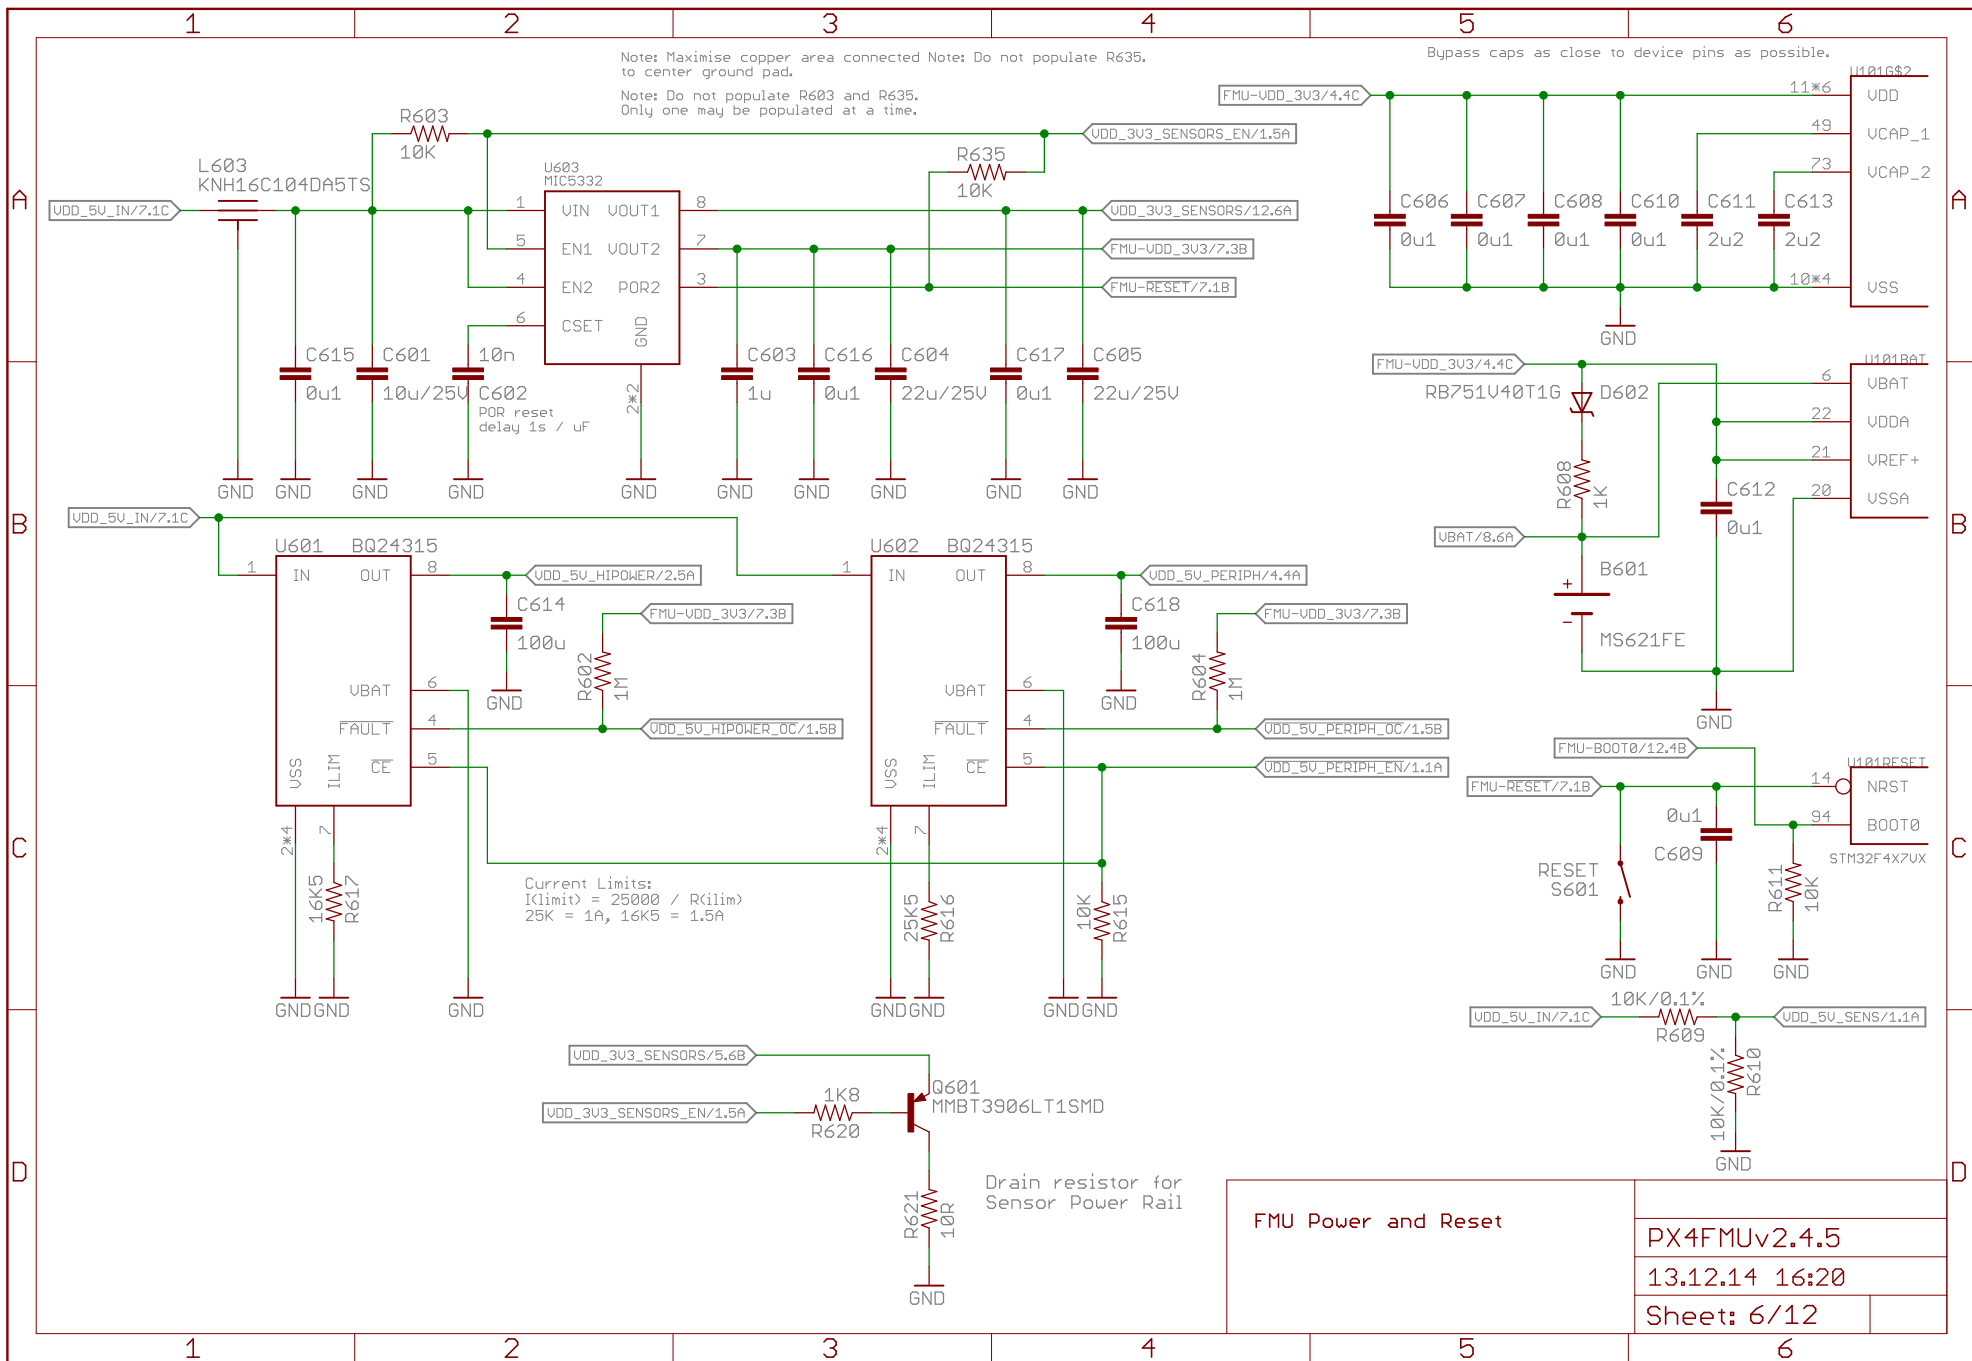 1 2 3 4 5 6
Note: Maximise copper area connected Note: Do not populate R635.
to center ground pad.
Note: Do not populate R603 and R635.
Only one may be populated at a time.
Bypass caps as close to device pins as possible.
A
A
R603
10K
VDD_3V3_SENSORS_EN/1.5A
L603
KNH16C104DA5TS
VDD_5V_IN/7.1C
U603
MIC5332
1 VIN VOUT1 8
5 EN1 VOUT2 7
4 EN2 POR2 3
6 CSET
GND
2*2
R635
10K
VDD_3V3_SENSORS/12.6A
FMU-VDD_3V3/7.3B
FMU-RESET/7.1B
C615
0u1
C601
10u/25V
10n
C602
POR reset
delay 1s / uF
C603
1u
C616
0u1
C604
22u/25V
C617
0u1
C605
22u/25V
GND GND GND GND GND GND GND GND GND GND
FMU-VDD_3V3/4.4C
U101G$2
11*6 VDD
49 VCAP_1
73 VCAP_2
10*4 VSS
C606
0u1
C607
0u1
C608
0u1
C610
0u1
C611
2u2
C613
2u2
GND
B
B
FMU-VDD_3V3/4.4C
RB751V40T1G D602
U101BAT
6 VBAT
22 VDDA
21 VREF+
20 VSSA
R608
1K
C612
0u1
VBAT/8.6A
B601
+
-
MS621FE
GND
VDD_5V_IN/7.1C
U601 BQ24315
1 IN OUT 8
VBAT 6
FAULT 4
CE 5
VSS
ILIM
2*4
7
VDD_5V_HIPOWER/2.5A
C614
100u
GND
FMU-VDD_3V3/7.3B
R602
1M
VDD_5V_HIPOWER_OC/1.5B
16K5
R617
GND GND GND
Current Limits:
I(limit) = 25000 / R(ilim)
25K = 1A, 16K5 = 1.5A
U602 BQ24315
1 IN OUT 8
VBAT 6
FAULT 4
CE 5
VSS
ILIM
2*4
7
VDD_5V_PERIPH/4.4A
C618
100u
GND
FMU-VDD_3V3/7.3B
R604
1M
VDD_5V_PERIPH_OC/1.5B
VDD_5V_PERIPH_EN/1.1A
25K5
R616
10K
R615
GND GND GND GND
C
C
FMU-BOOT0/12.4B
FMU-RESET/7.1B
U101RESET
14 NRST
94 BOOT0
STM32F4X7VX
0u1
C609
RESET
S601
R611
10K
GND GND GND
VDD_5V_IN/7.1C
10K/0.1%
R609
VDD_5V_SENS/1.1A
10K/0.1%
R610
GND
D
D
VDD_3V3_SENSORS/5.6B
VDD_3V3_SENSORS_EN/1.5A
1K8
R620
Q601
MMBT3906LT1SMD
R621
10R
GND
Drain resistor for
Sensor Power Rail
FMU Power and Reset
PX4FMUv2.4.5
13.12.14 16:20
Sheet: 6/12
1 2 3 4 5 6